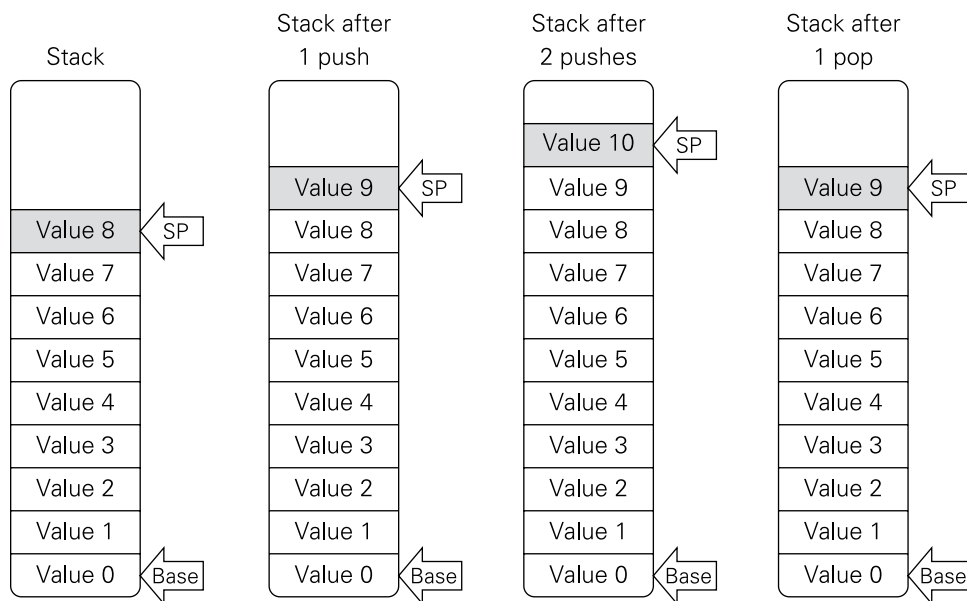 Stack
Stack after
1 push
Stack after
2 pushes
Stack after
1 pop
Value 8
SP
Value 7
Value 6
Value 5
Value 4
Value 3
Value 2
Value 1
Value 0
Base
Value 9
SP
Value 8
Value 7
Value 6
Value 5
Value 4
Value 3
Value 2
Value 1
Value 0
Base
Value 10
SP
Value 9
Value 8
Value 7
Value 6
Value 5
Value 4
Value 3
Value 2
Value 1
Value 0
Base
Value 9
SP
Value 8
Value 7
Value 6
Value 5
Value 4
Value 3
Value 2
Value 1
Value 0
Base